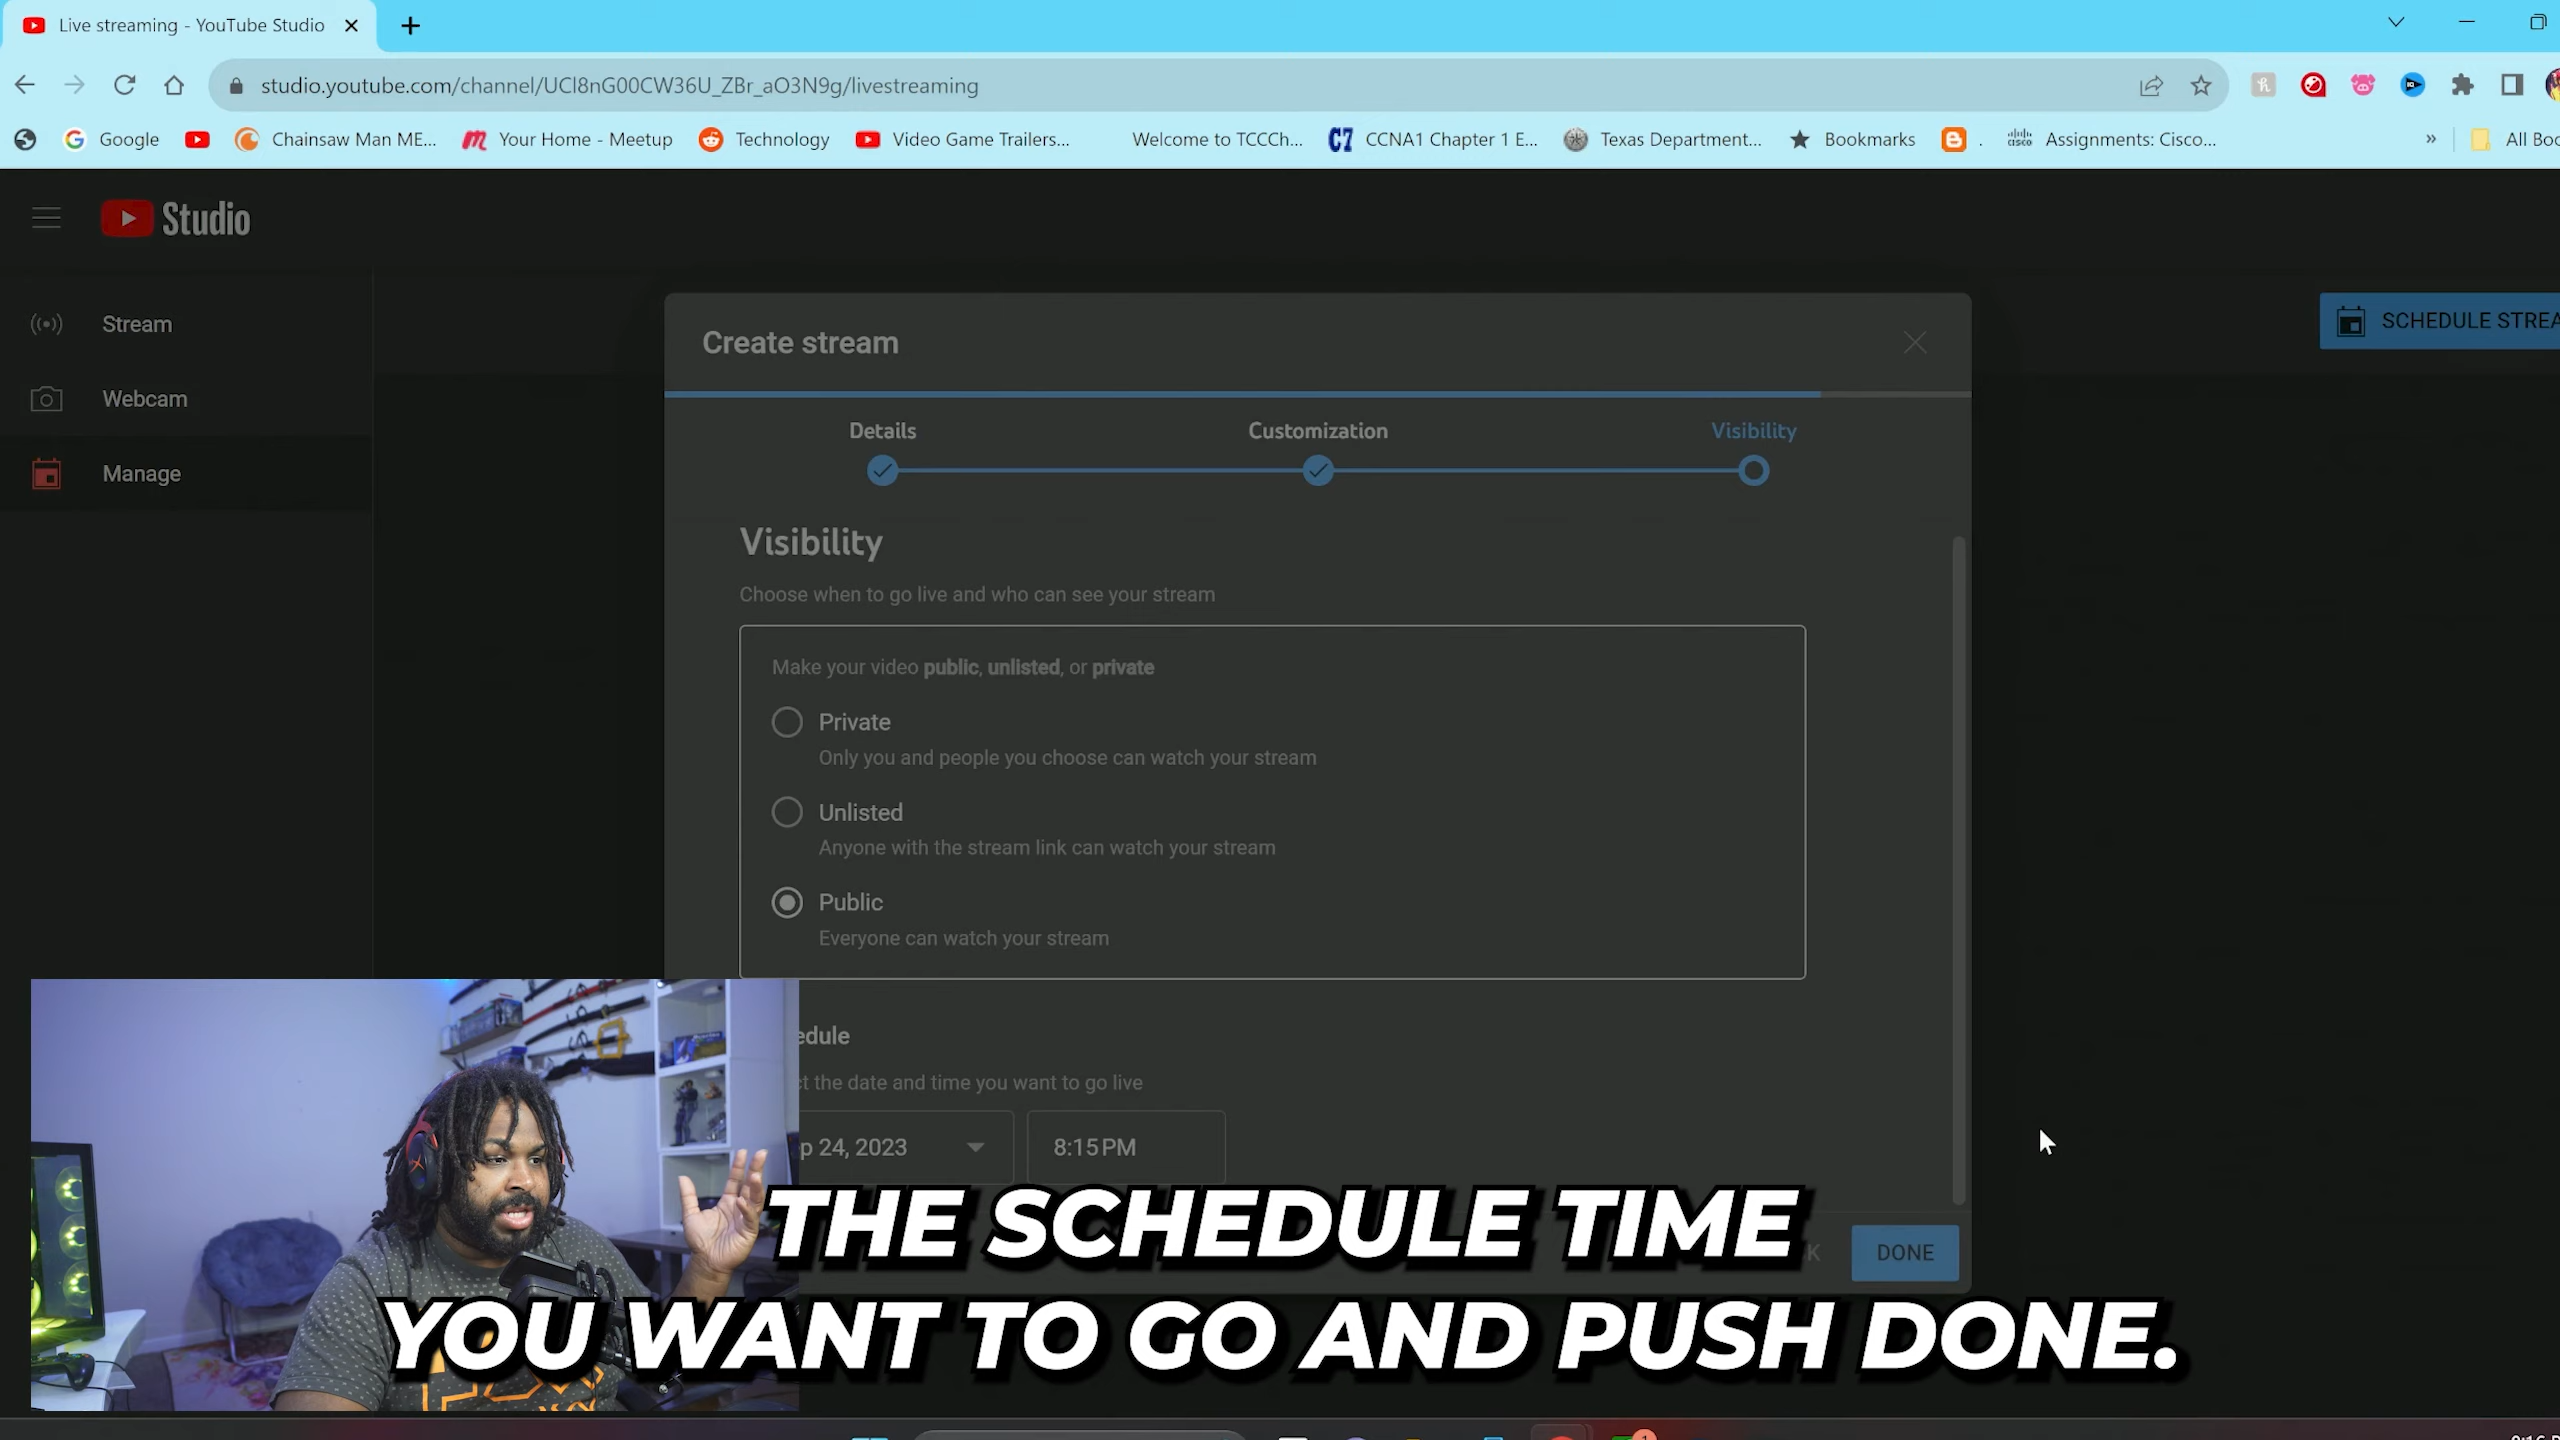 Live streaming - YouTube Studio
studio.youtube.com/channel/UCl8nG00CW36U_ZBr_aO3N9g/livestreaming
Google
Chainsaw Man ME...
Your Home - Meetup
Technology
Video Game Trailers...
Welcome to TCCCh...
C7 CCNA1 Chapter 1 E...
Texas Department...
Bookmarks
.
cisco Assignments: Cisco...
»
All Boo
Studio
Stream
Webcam
Manage
SCHEDULE STREA
Create stream
Details
Customization
Visibility
Visibility
Choose when to go live and who can see your stream
Make your video public, unlisted, or private
Private
Only you and people you choose can watch your stream
Unlisted
Anyone with the stream link can watch your stream
Public
Everyone can watch your stream
edule
ct the date and time you want to go live
p 24, 2023
8:15 PM
K
DONE
THE SCHEDULE TIME
YOU WANT TO GO AND PUSH DONE.